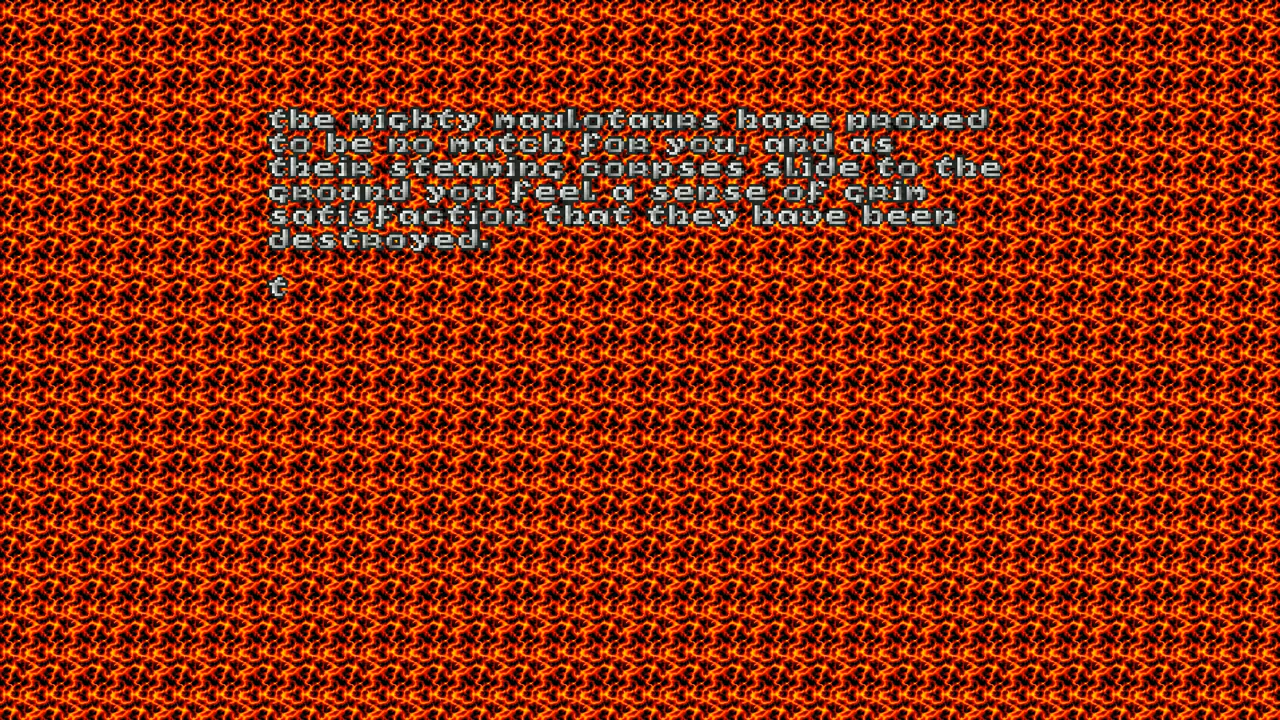 the mighty maulotaurs have proved
to be no match for you, and as
their steaming corpses slide to the
ground you feel a sense of grim
satisfaction that they have been
destroyed.
t